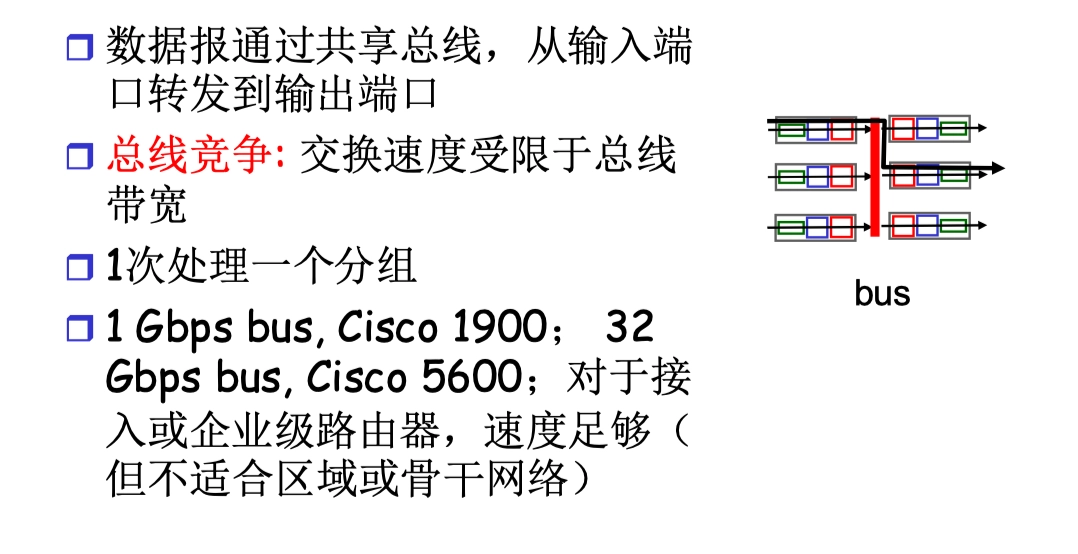 数据报通过共享总线，从输入端
口转发到输出端口
总线竞争: 交换速度受限于总线
带宽
1次处理一个分组
1 Gbps bus, Cisco 1900； 32
Gbps bus, Cisco 5600；对于接
入或企业级路由器，速度足够（
但不适合区域或骨干网络）
bus